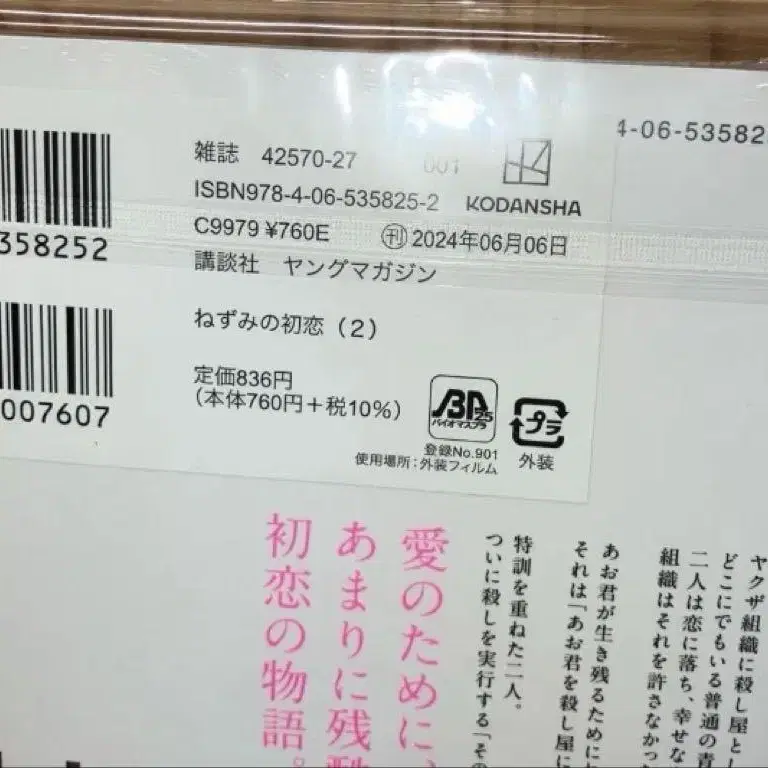 4-06-535825
雑誌 42570-27
001
ISBN978-4-06-535825-2
KODANSHA
C9979 ¥760E
㊞2024年06月06日
講談社 ヤングマガジン
358252
ねずみの初恋（2）
007607
定価836円
（本体760円＋税10％）
バイオマスプラ
25
登録No.901
使用場所：外装フィルム
プラ
外装
ヤクザ組織に殺し屋とし
どこにでもいる普通の青
二人は恋に落ち、幸せな
組織はそれを許さなかっ
あお君が生き残るために
それは「あお君を殺し屋に
特訓を重ねた二人。
ついに殺しを実行する「その
愛のために、
あまりに残酷
初恋の物語。